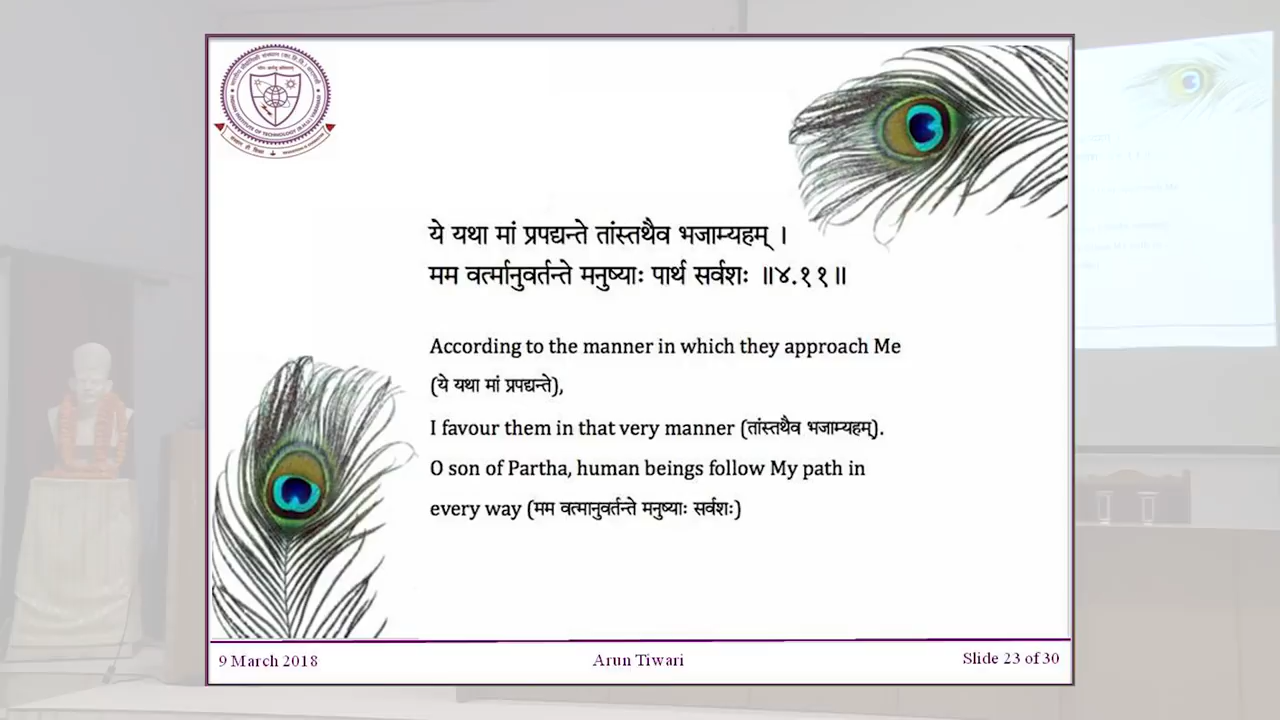 ये यथा मां प्रपद्यन्ते तांस्तथैव भजाम्यहम् ।
मम वर्त्मानुवर्तन्ते मनुष्याः पार्थ सर्वशः ॥४.११॥
According to the manner in which they approach Me
(ये यथा मां प्रपद्यन्ते),
I favour them in that very manner (तांस्तथैव भजाम्यहम्).
O son of Partha, human beings follow My path in
every way (मम वत्मानुवर्तन्ते मनुष्याः सर्वशः)
9 March 2018
Arun Tiwari
Slide 23 of 30